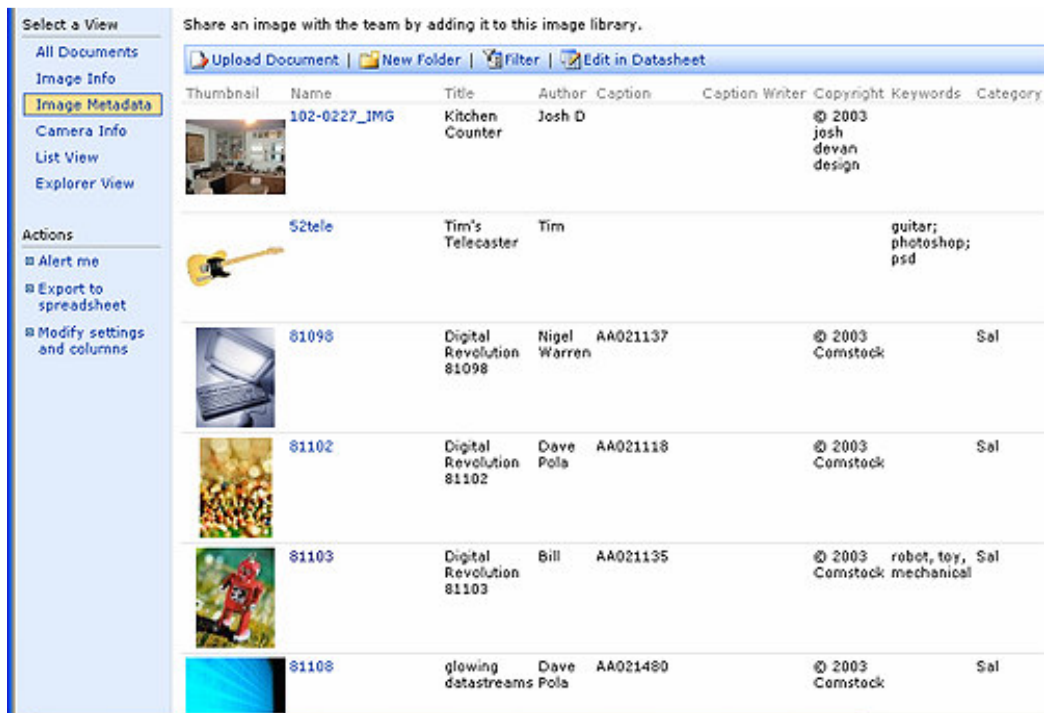 Select a View
All Documents
Image Info
Image Metadata
Camera Info
List View
Explorer View
Actions
Alert me
Export to
spreadsheet
Modify settings
and columns
Share an image with the team by adding it to this image library.
Upload Document | New Folder | Filter | Edit in Datasheet
Thumbnail Name Title Author Caption Caption Writer Copyright Keywords Category
102-0227_IMG Kitchen Josh D © 2003
Counter josh
devan
design
52tele Tim's Tim guitar;
Telecaster photoshop;
psd
81098 Digital Nigel AA021137 © 2003 Sal
Revolution Warren Comstock
81098
81102 Digital Dave AA021118 © 2003 Sal
Revolution Pola Comstock
81102
81103 Digital Bill AA021135 © 2003 robot, toy, Sal
Revolution Comstock mechanical
81103
81108 glowing Dave AA021480 © 2003 Sal
datastreams Pola Comstock